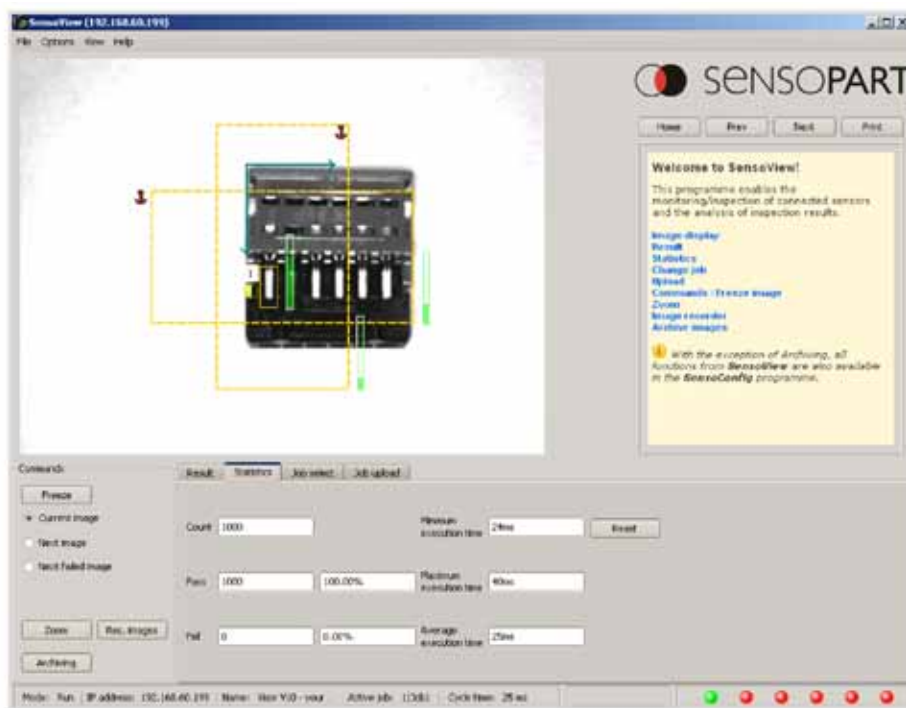 SensoView (192.168.60.199)
File Options View Help
SENSOPART
Home Prev Next Print
Welcome to SensoView!
This programme enables the
monitoring/inspection of connected sensors
and the analysis of inspection results.
Image display
Result
Statistics
Change job
Upload
Commands / Freeze image
Zoom
Image recorder
Archive images
With the exception of Archiving, all
functions from SensoView are also available
in the SensoConfig programme.
1
Commands
Freeze
Current image
Next image
Next failed image
Zoom Rec. images
Archiving
Result Statistics Job select Job upload
Count 1000 Minimum execution time 24ms Reset
Pass 1000 100.00% Maximum execution time 40ms
Fail 0 0.00% Average execution time 25ms
Mode: Run IP address: 192.168.60.199 Name: Active job: Cycle time: 25 ms